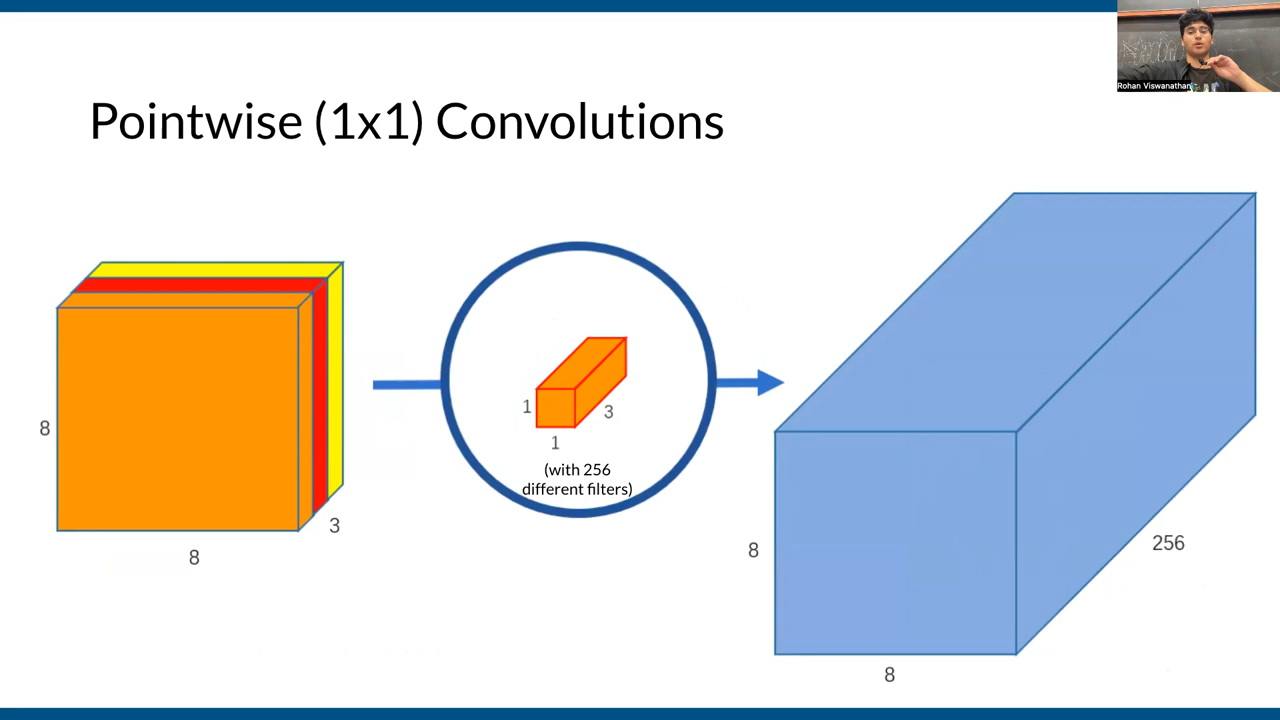 Rohan Viswanathan
Pointwise (1x1) Convolutions
8
8
3
1
1
3
(with 256
different filters)
8
8
256